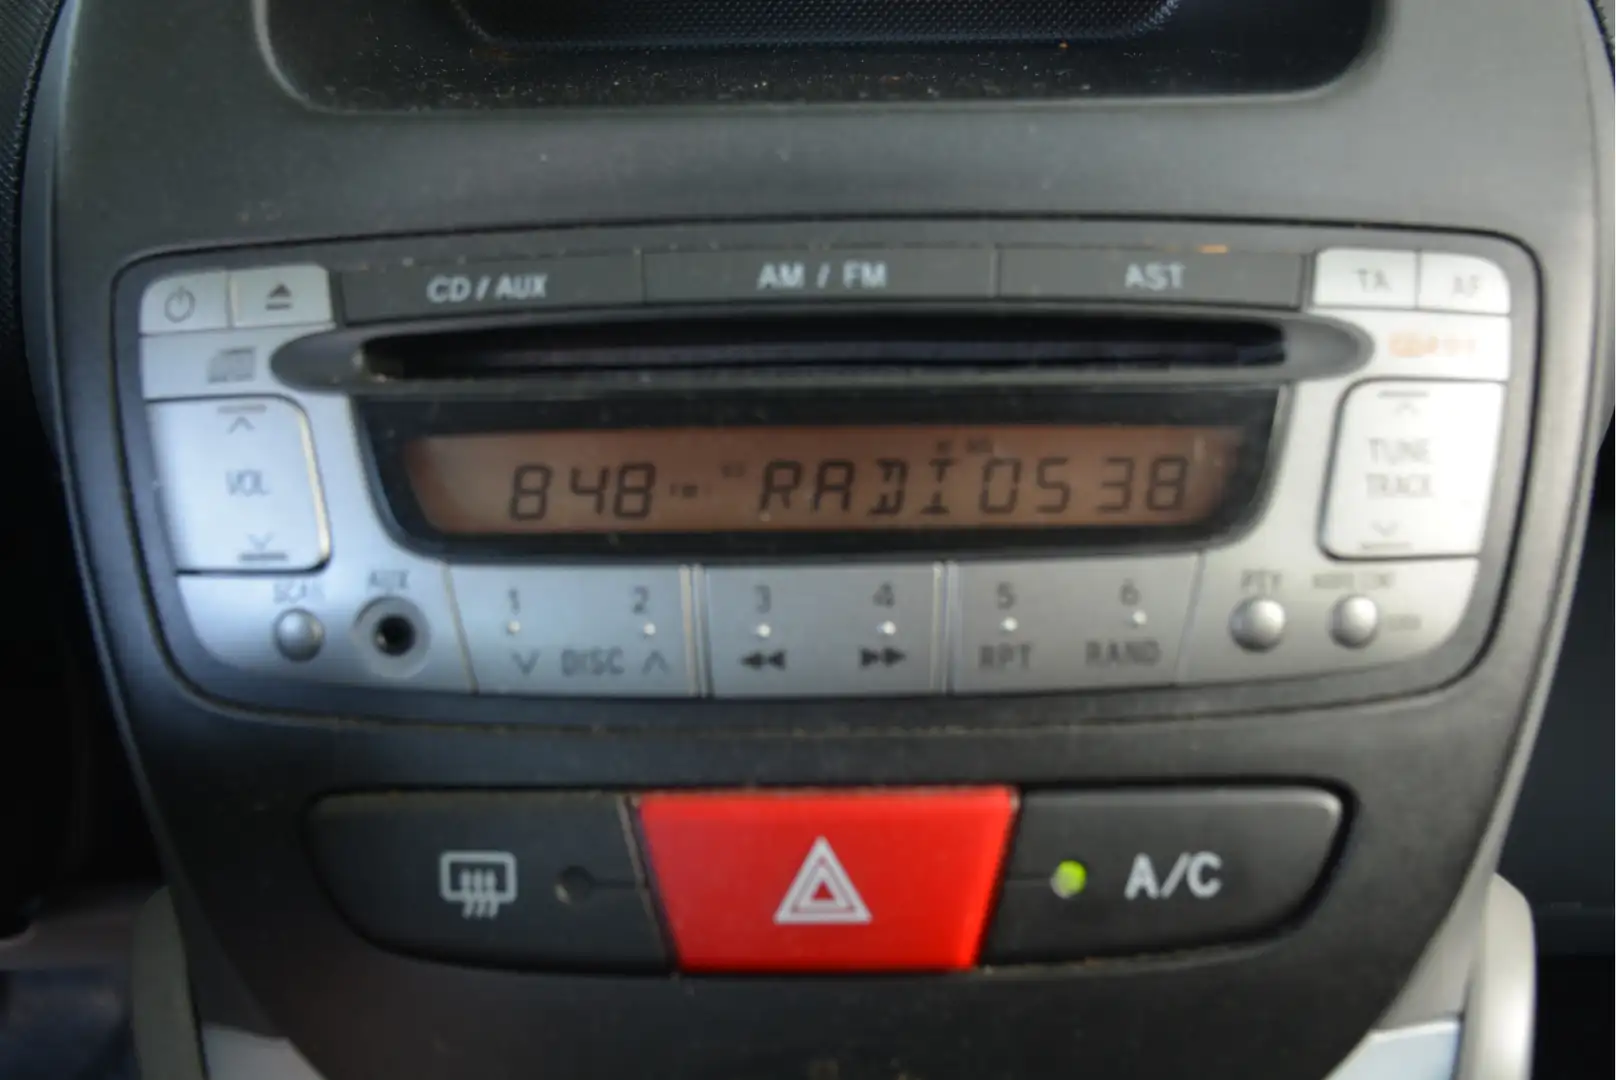 CD / AUX AM / FM AST TA AF
848 RADIO538
VOL
TUNE
TRACK
SCAN AUX 1 2 3 4 5 6 PTY
DISC RPT RAND
A/C